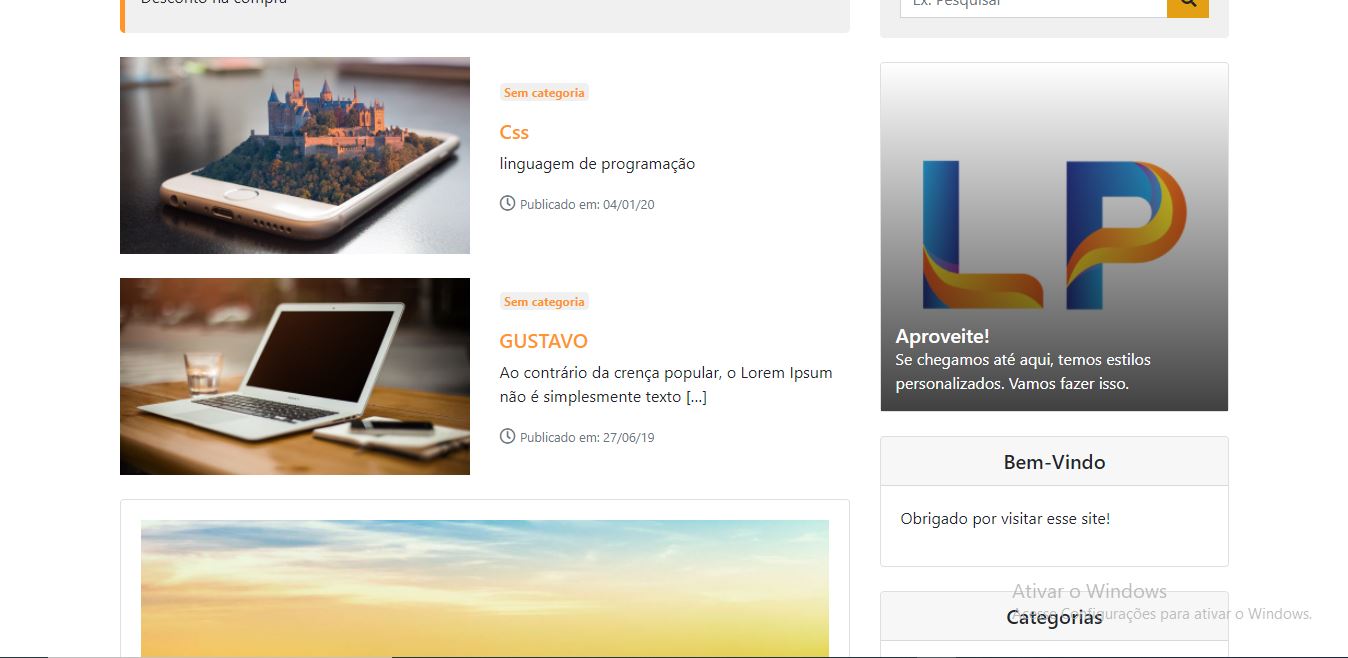 Desconto na compra
Ex: Pesquisar
Sem categoria
Css
linguagem de programação
Publicado em: 04/01/20
Sem categoria
GUSTAVO
Ao contrário da crença popular, o Lorem Ipsum
não é simplesmente texto [...]
Publicado em: 27/06/19
LP
Aproveite!
Se chegamos até aqui, temos estilos
personalizados. Vamos fazer isso.
Bem-Vindo
Obrigado por visitar esse site!
Categorias
Ativar o Windows
Acesse Configurações para ativar o Windows.